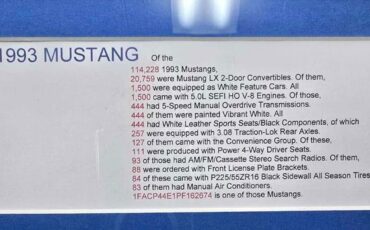 1993 MUSTANG Of the
114,228 1993 Mustangs,
20,759 were Mustang LX 2-Door Convertibles. Of them,
1,500 were equipped as White Feature Cars. All
1,500 came with 5.0L SEFI HO V-8 Engines. Of those,
444 had 5-Speed Manual Overdrive Transmissions.
444 of them were painted Vibrant White. All
444 had White Leather Sports Seats/Black Components, of which
257 were equipped with 3.08 Traction-Lok Rear Axles.
127 of them came with the Convenience Group. Of these,
111 were produced with Power 4-Way Driver Seats.
93 of those had AM/FM/Cassette Stereo Search Radios. Of them,
88 were ordered with Front License Plate Brackets.
84 of these came with P225/55ZR16 Black Sidewall All Season Tires
83 of them had Manual Air Conditioners.
1FACP44E1PF162674 is one of those Mustangs.